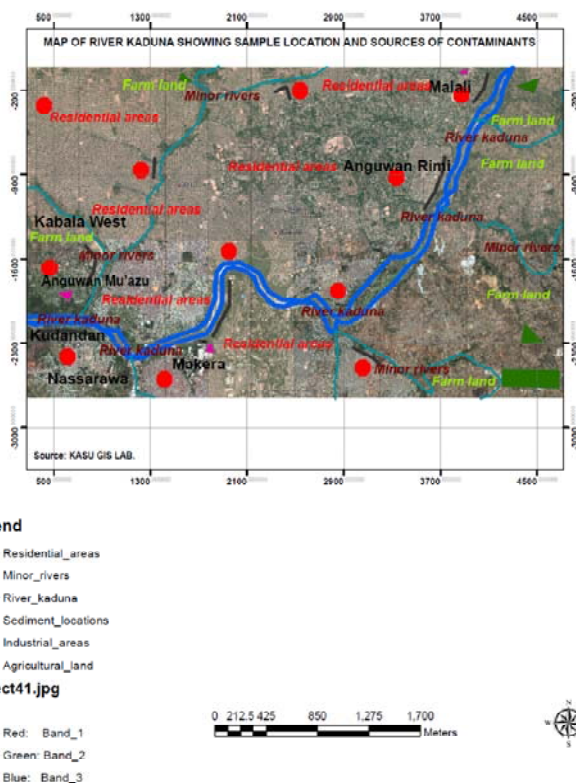 500 1300 2100 2900 3700 4500
MAP OF RIVER KADUNA SHOWING SAMPLE LOCATION AND SOURCES OF CONTAMINANTS
Farm land
Minor rivers
Residential areas
Malali
Residential areas
Farm land
River kaduna
Farm land
Residential areas
Anguwan Rimi
Residential areas
River kaduna
Kabala West
Farm land
Minor rivers
Minor rivers
Anguwan Mu'azu
Residential areas
Farm land
River kaduna
River kaduna
Kudandan
River kaduna
Residential areas
Makera
Nassarawa
Minor rivers
Farm land
Source: KASU GIS LAB.
500 1300 2100 2900 3700 4500
end
Residential_areas
Minor_rivers
River_kaduna
Sediment_locations
Industrial_areas
Agricultural_land
ect41.jpg
Red: Band_1
Green: Band_2
Blue: Band_3
0 212.5 425 850 1,275 1,700
Meters
N
W
S